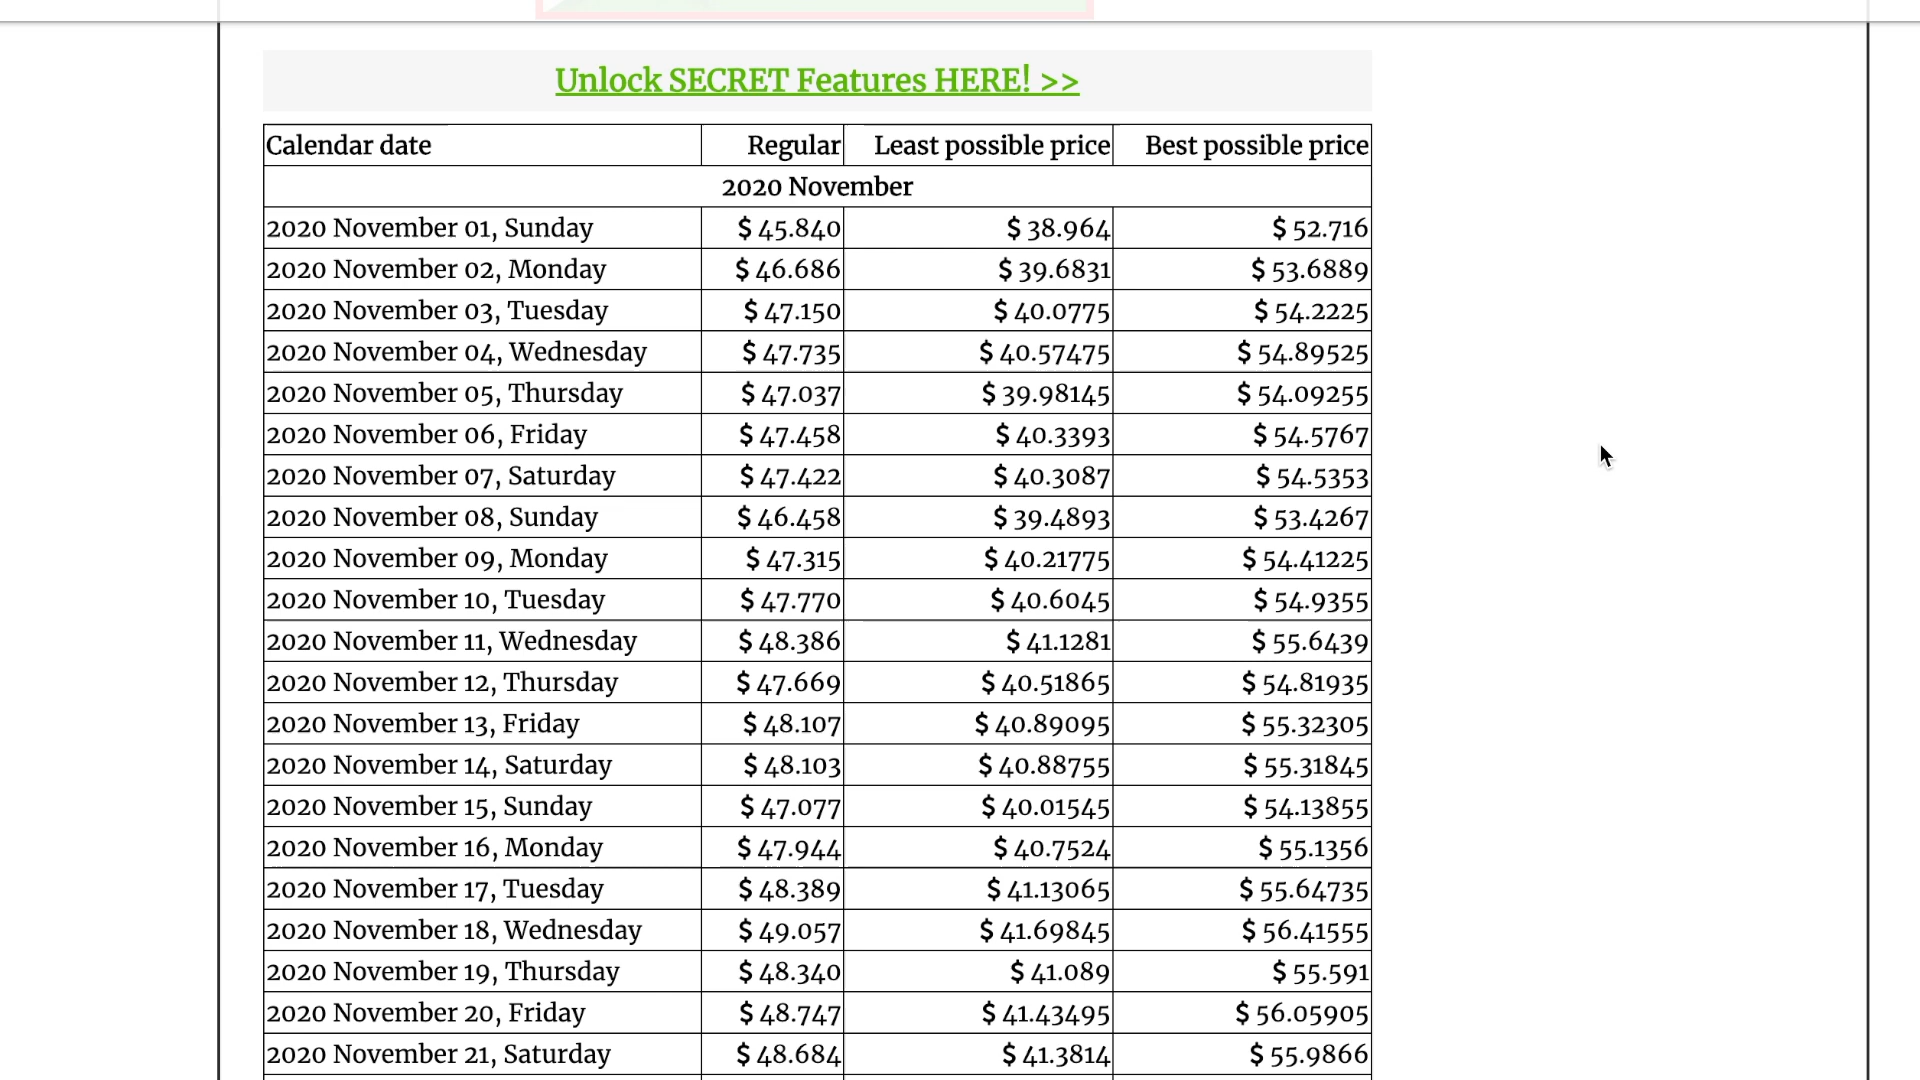 Unlock SECRET Features HERE! >>
Calendar date Regular Least possible price Best possible price
2020 November
2020 November 01, Sunday $ 45.840 $ 38.964 $ 52.716
2020 November 02, Monday $ 46.686 $ 39.6831 $ 53.6889
2020 November 03, Tuesday $ 47.150 $ 40.0775 $ 54.2225
2020 November 04, Wednesday $ 47.735 $ 40.57475 $ 54.89525
2020 November 05, Thursday $ 47.037 $ 39.98145 $ 54.09255
2020 November 06, Friday $ 47.458 $ 40.3393 $ 54.5767
2020 November 07, Saturday $ 47.422 $ 40.3087 $ 54.5353
2020 November 08, Sunday $ 46.458 $ 39.4893 $ 53.4267
2020 November 09, Monday $ 47.315 $ 40.21775 $ 54.41225
2020 November 10, Tuesday $ 47.770 $ 40.6045 $ 54.9355
2020 November 11, Wednesday $ 48.386 $ 41.1281 $ 55.6439
2020 November 12, Thursday $ 47.669 $ 40.51865 $ 54.81935
2020 November 13, Friday $ 48.107 $ 40.89095 $ 55.32305
2020 November 14, Saturday $ 48.103 $ 40.88755 $ 55.31845
2020 November 15, Sunday $ 47.077 $ 40.01545 $ 54.13855
2020 November 16, Monday $ 47.944 $ 40.7524 $ 55.1356
2020 November 17, Tuesday $ 48.389 $ 41.13065 $ 55.64735
2020 November 18, Wednesday $ 49.057 $ 41.69845 $ 56.41555
2020 November 19, Thursday $ 48.340 $ 41.089 $ 55.591
2020 November 20, Friday $ 48.747 $ 41.43495 $ 56.05905
2020 November 21, Saturday $ 48.684 $ 41.3814 $ 55.9866